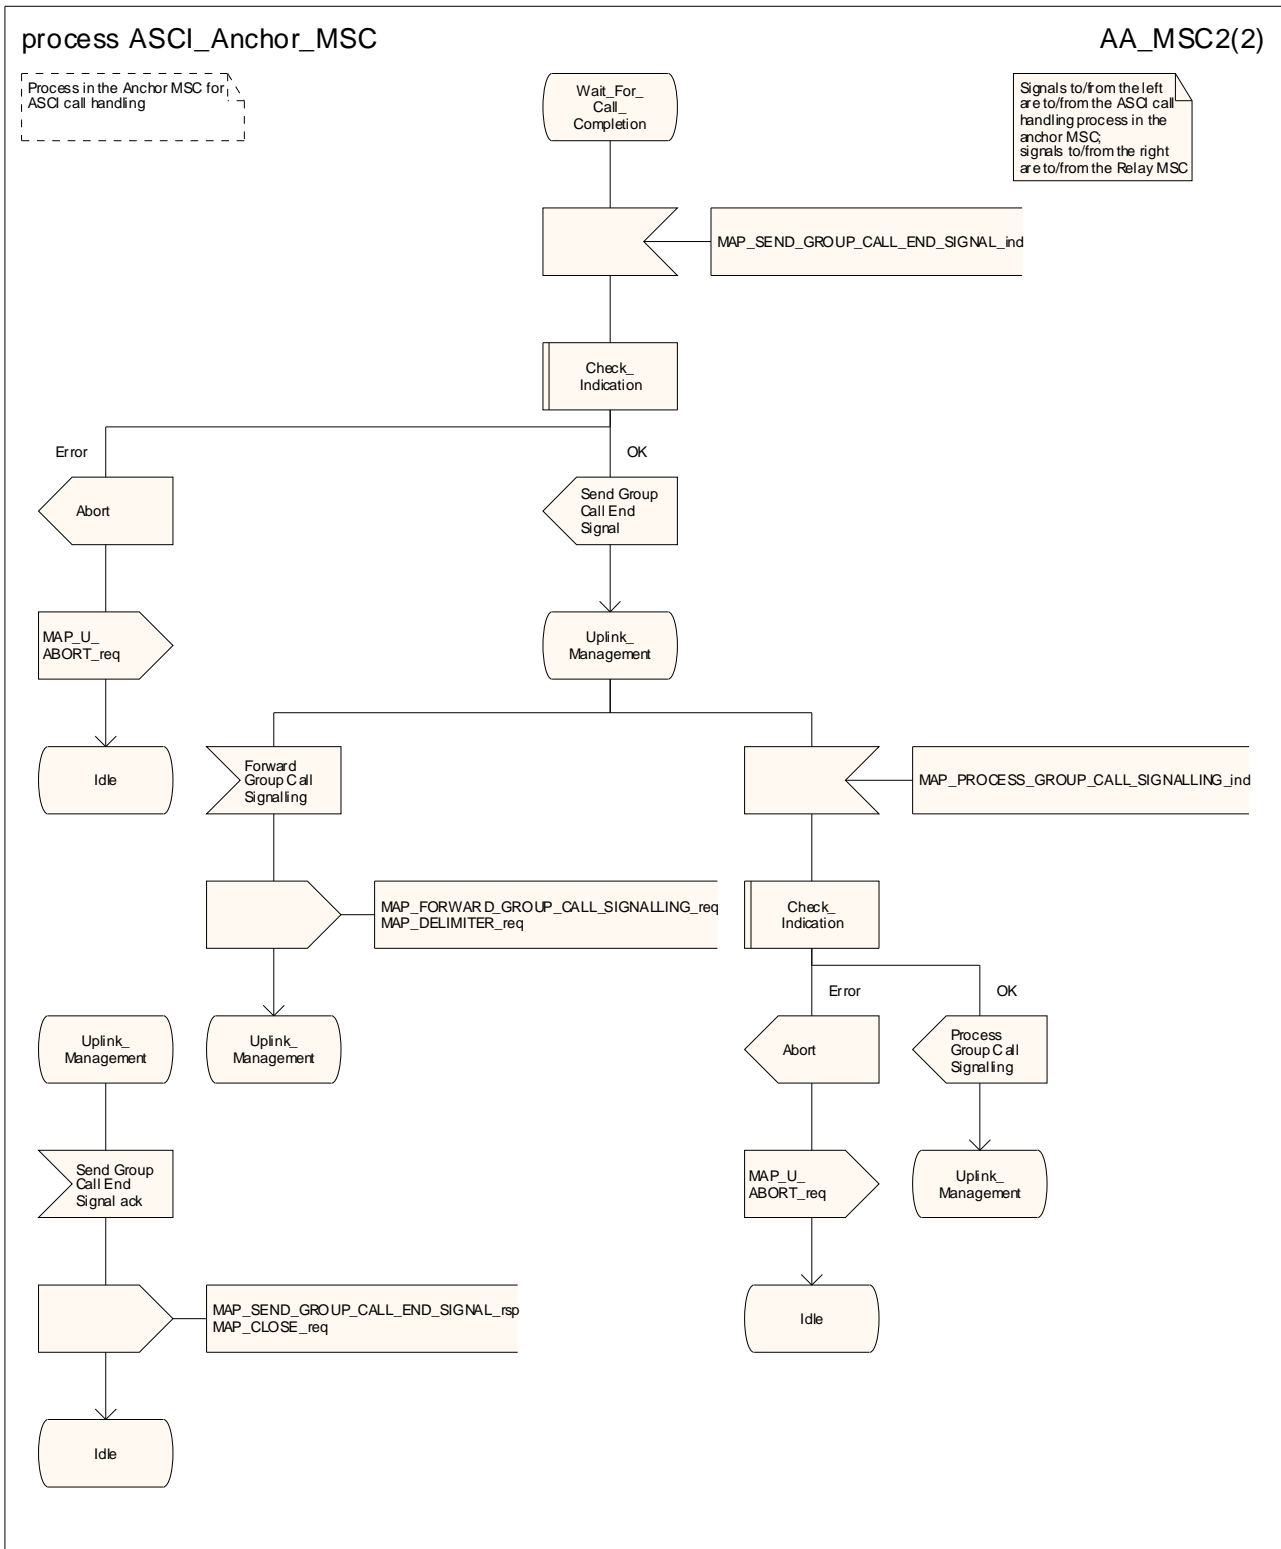 process ASCI_Anchor_MSC
AA_MSC2(2)
Process in the Anchor MSC for
ASCI call handling
Wait_For_
Call_
Completion
Signals to/from the left
are to/from the ASCI call
handling process in the
anchor MSC;
signals to/from the right
are to/from the Relay MSC
MAP_SEND_GROUP_CALL_END_SIGNAL_ind
Check_
Indication
Error
OK
Abort
Send Group
Call End
Signal
MAP_U_
ABORT_req
Uplink_
Management
Idle
Forward
Group Call
Signalling
MAP_PROCESS_GROUP_CALL_SIGNALLING_ind
MAP_FORWARD_GROUP_CALL_SIGNALLING_req
MAP_DELIMITER_req
Check_
Indication
Error
OK
Uplink_
Management
Uplink_
Management
Abort
Process
Group Call
Signalling
Send Group
Call End
Signal ack
MAP_U_
ABORT_req
Uplink_
Management
MAP_SEND_GROUP_CALL_END_SIGNAL_rsp
MAP_CLOSE_req
Idle
Idle